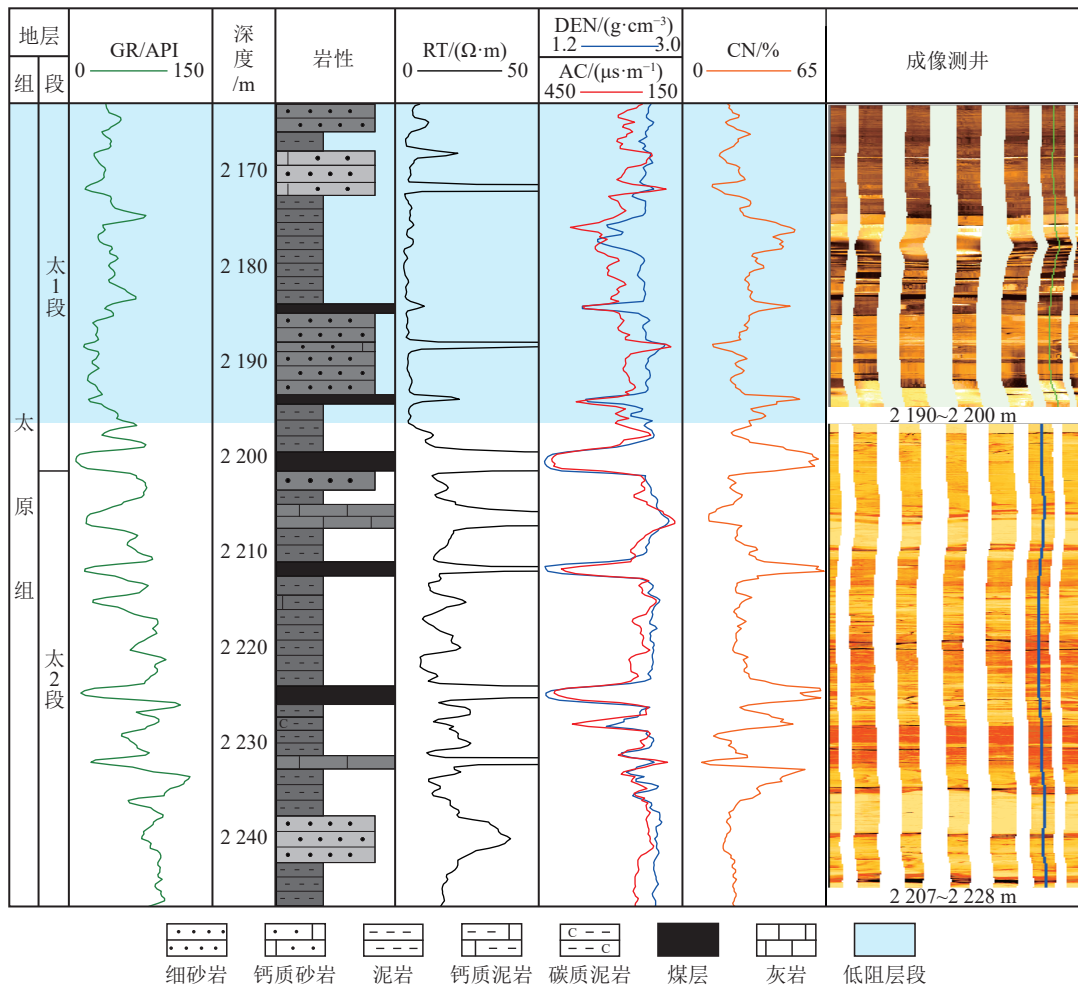 地层
组 段
GR/API
0 150
深度/m
岩性
RT/(Ω·m)
0 50
DEN/(g·cm⁻³)
1.2 3.0
AC/(μs·m⁻¹)
450 150
CN/%
0 65
成像测井
太原组
太1段
太2段
2 170
2 180
2 190
2 200
2 210
2 220
2 230
2 240
C
2 190~2 200 m
2 207~2 228 m
C
C
细砂岩 钙质砂岩 泥岩 钙质泥岩 碳质泥岩 煤层 灰岩 低阻层段